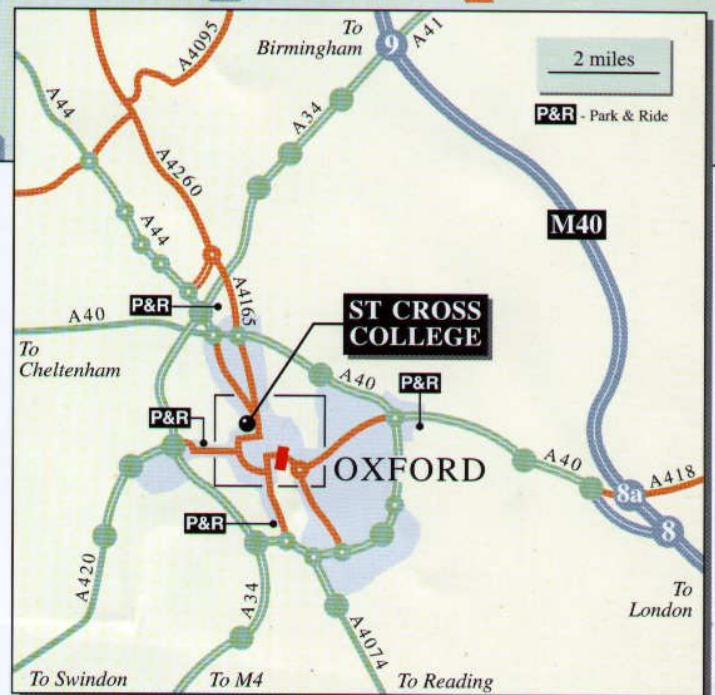 To
Birmingham
9
A41
2 miles
P&R - Park & Ride
A4095
A44
A34
A4260
M40
A44
P&R
A4165
A40
ST CROSS
COLLEGE
To
Cheltenham
A40
P&R
P&R
OXFORD
A40
A418
8a
8
P&R
To
London
A420
A34
A4074
To Swindon
To M4
To Reading